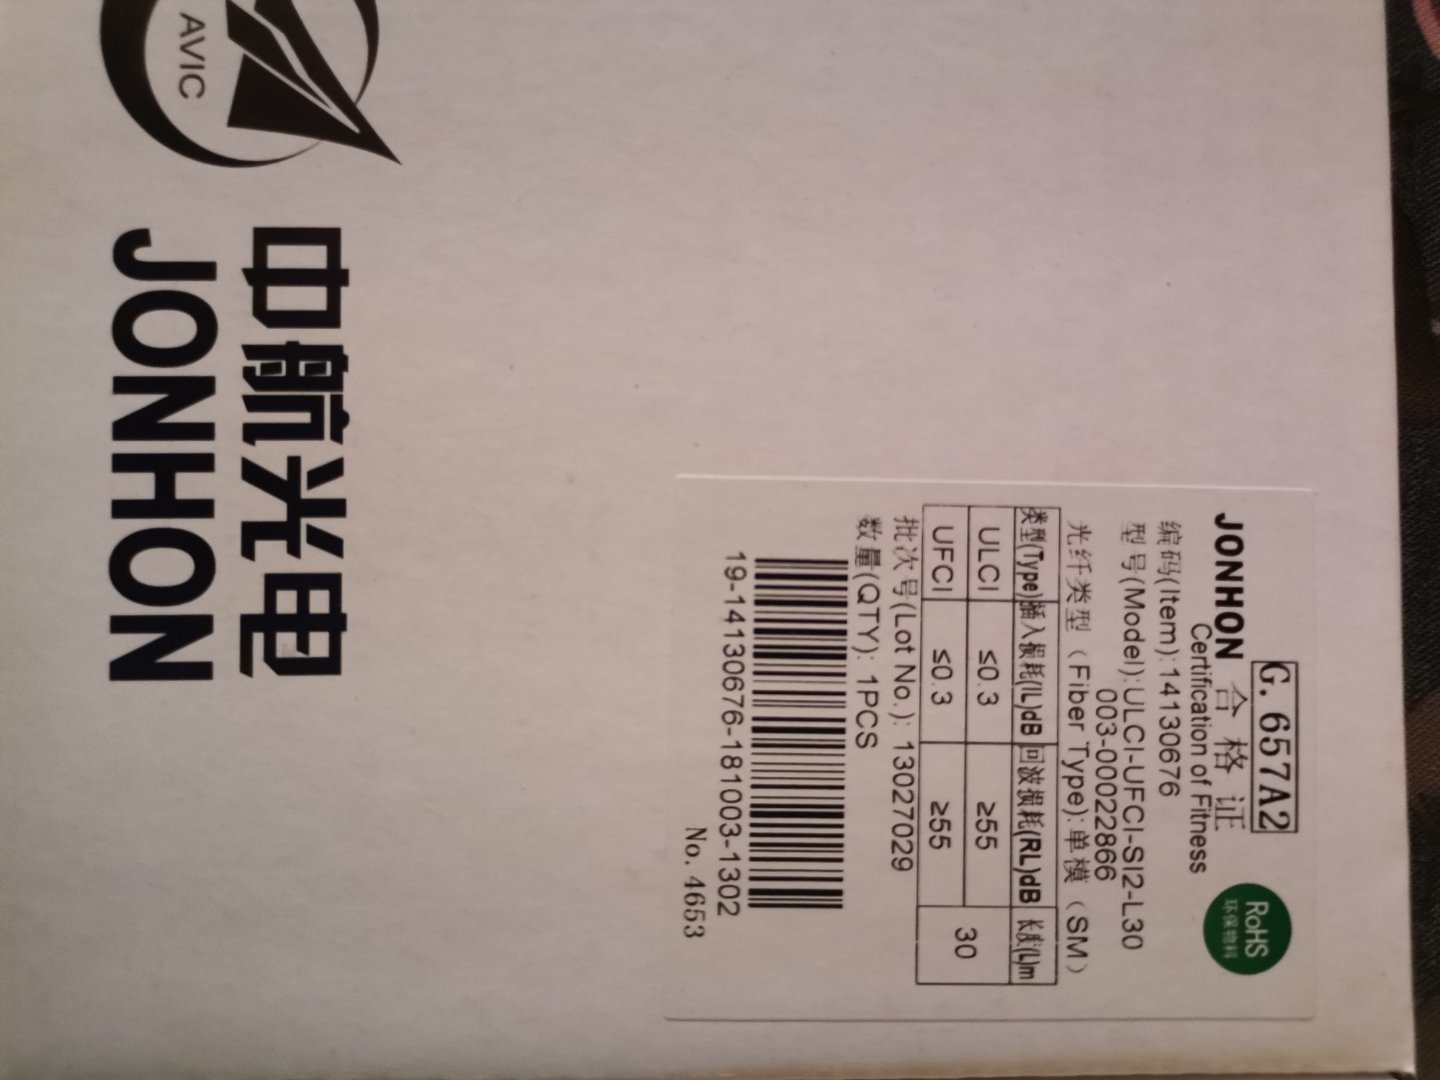 AVIC
中航光电
JONHON
G.657A2
JONHON 合格证
Certification of Fitness
RoHS
环保物料
编码(Item):14130676
型号(Model):ULCI-UFCI-SI2-L30
003-00022866
光纤类型（Fiber Type):单模（SM）
类型(Type) 插入损耗(IL)dB 回波损耗(RL)dB 长度(L)m
ULCI ≤0.3 ≥55 30
UFCI ≤0.3 ≥55
批次号(Lot No.): 13027029
数量(QTY): 1PCS
19-14130676-181003-1302
No. 4653